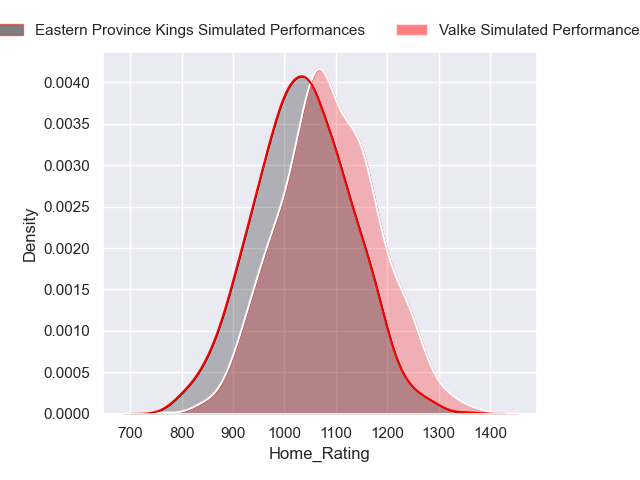 Eastern Province Kings Simulated Performances Valke Simulated Performance
0.0040
0.0035
0.0030
0.0025
0.0020
0.0015
0.0010
0.0005
0.0000
Density
700 800 900 1000 1100 1200 1300 1400
Home_Rating